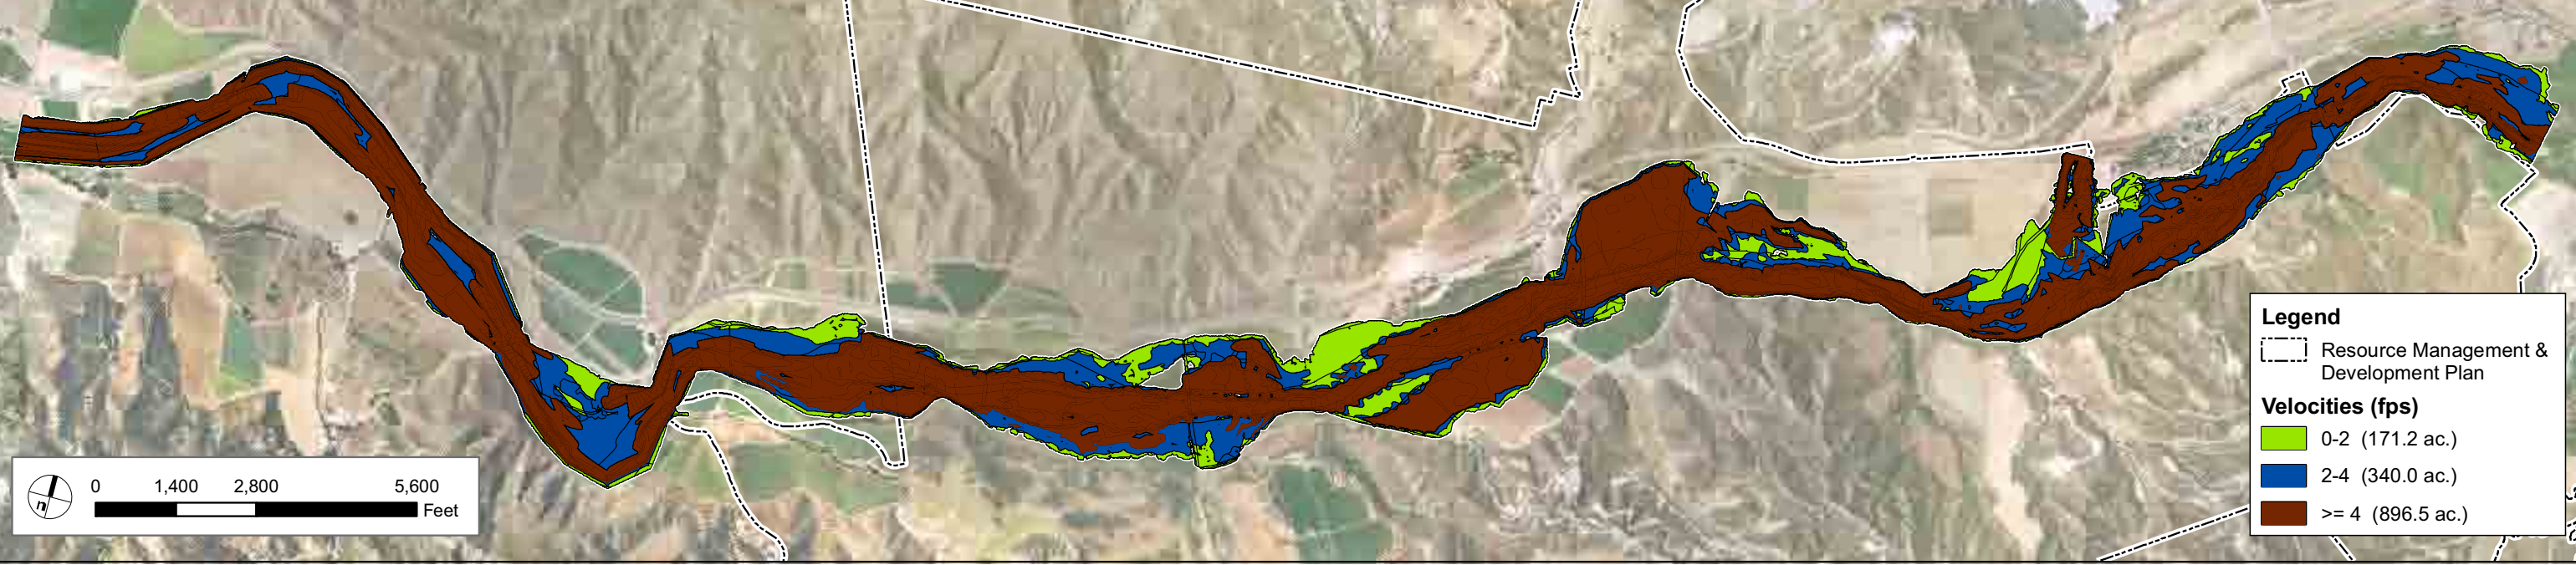 n
0 1,400 2,800 5,600
Feet
Legend
Resource Management &
Development Plan
Velocities (fps)
0-2 (171.2 ac.)
2-4 (340.0 ac.)
>= 4 (896.5 ac.)